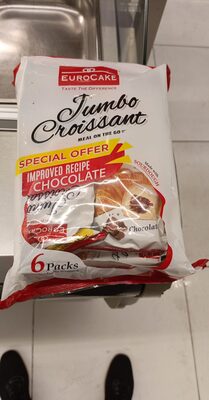 EUROCAKE
TASTE THE DIFFERENCE
Jumbo
Croissant
MEAL ON THE GO
SPECIAL OFFER
IMPROVED RECIPE
CHOCOLATE
Chocolate
6 Packs